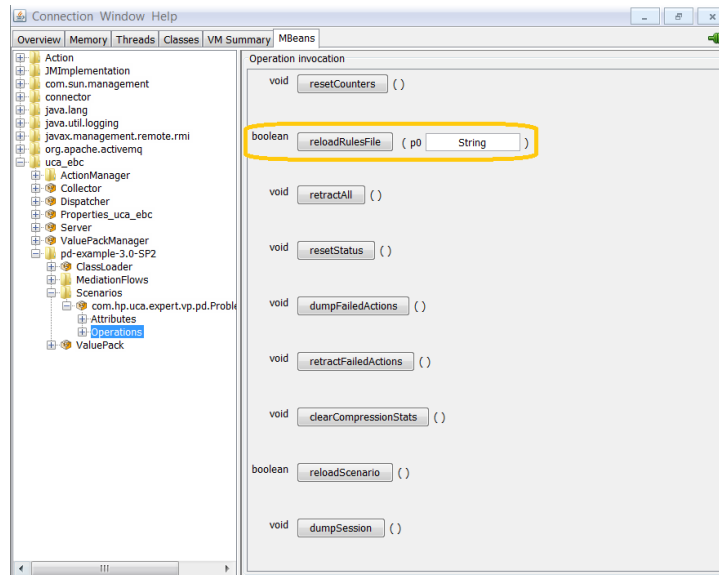 Connection Window Help
Overview Memory Threads Classes VM Summary MBeans
Action
JMImplementation
com.sun.management
connector
java.lang
java.util.logging
javax.management.remote.rmi
org.apache.activemq
uca_ebc
ActionManager
Collector
Dispatcher
Properties_uca_ebc
Server
ValuePackManager
pd-example-3.0-SP2
ClassLoader
MediationFlows
Scenarios
com.hp.uca.expert.vp.pd.Proble
Attributes
Operations
ValuePack
Operation invocation
void resetCounters ( )
boolean reloadRulesFile ( p0 String )
void retractAll ( )
void resetStatus ( )
void dumpFailedActions ( )
void retractFailedActions ( )
void clearCompressionStats ( )
boolean reloadScenario ( )
void dumpSession ( )